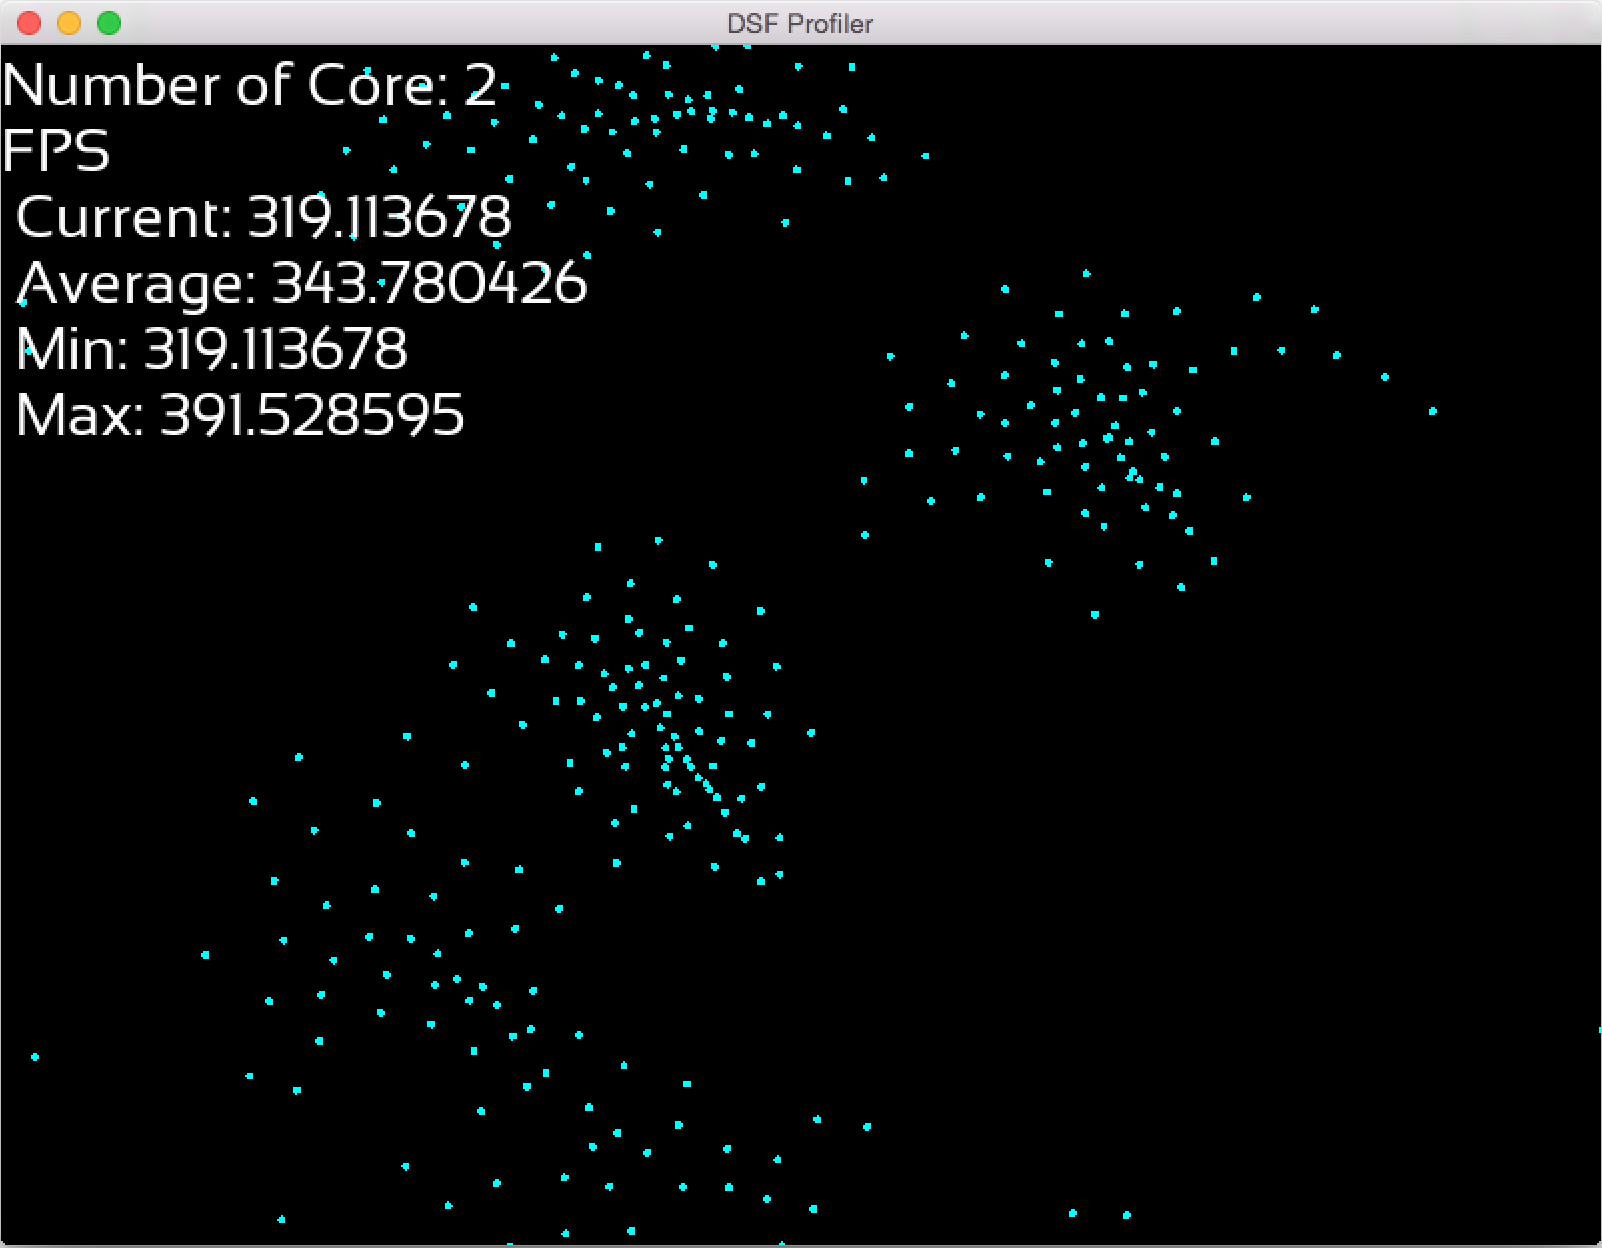 DSF Profiler
Number of Core: 2
FPS
Current: 319.113678
Average: 343.780426
Min: 319.113678
Max: 391.528595